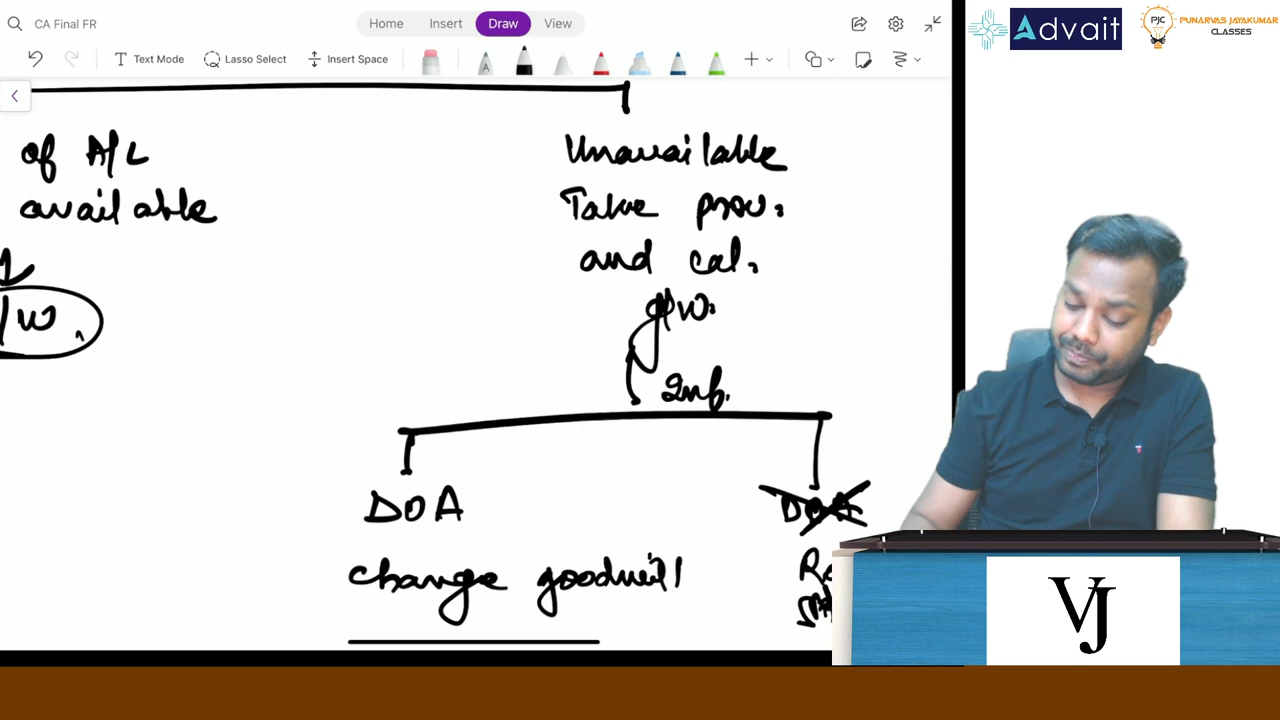 CA Final FR
Home Insert Draw View
Text Mode Lasso Select Insert Space
Advait
PJC PUNARVAS JAYAKUMAR CLASSES
of A/L
available
/w.
Unavailable
Take prov.
and cal.
g/w.
Inf.
DOA
DOA
change goodwill
VJ